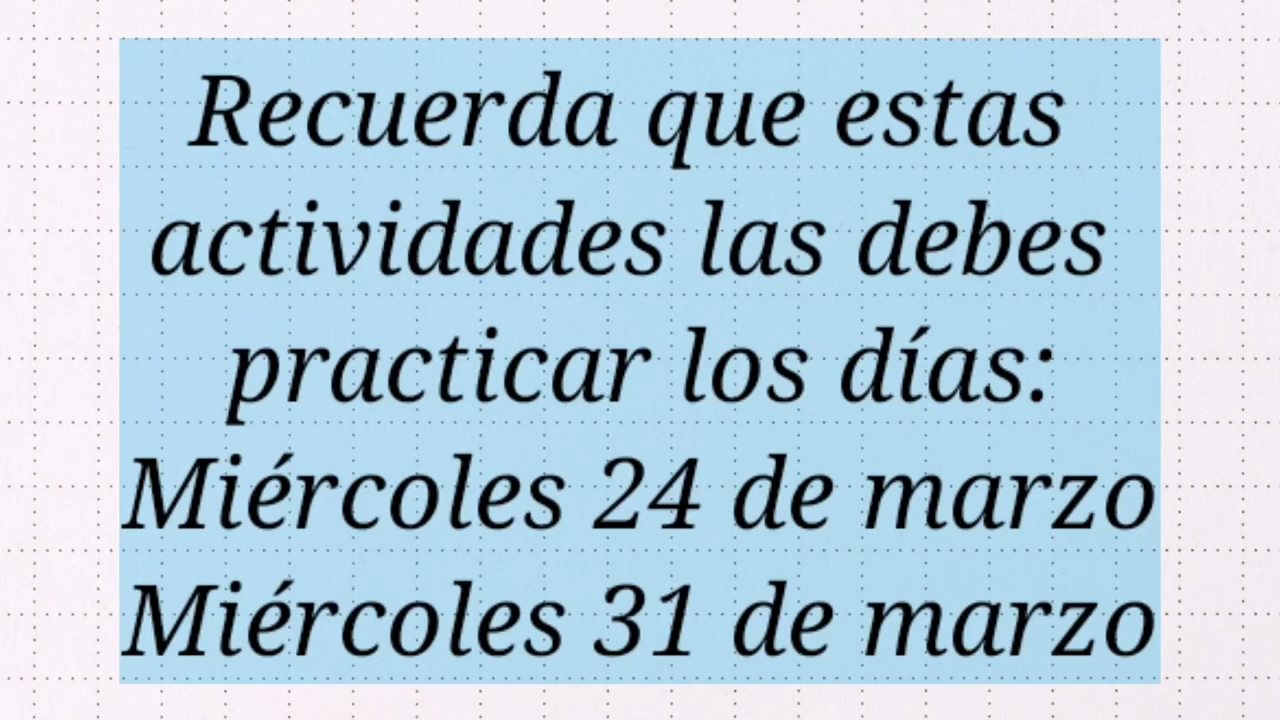 Recuerda que estas
actividades las debes
practicar los días:
Miércoles 24 de marzo
Miércoles 31 de marzo